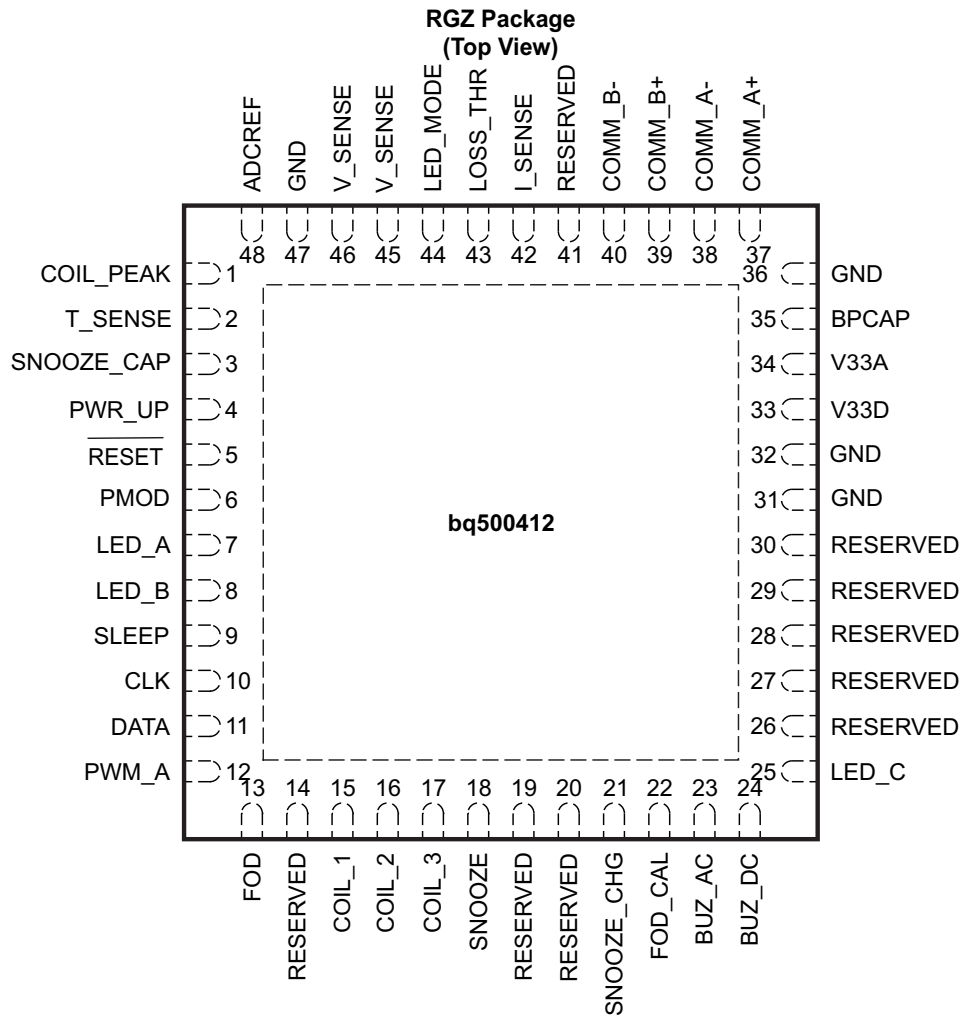 RGZ Package
(Top View)
ADCREF
GND
V_SENSE
V_SENSE
LED_MODE
LOSS_THR
I_SENSE
RESERVED
COMM_B-
COMM_B+
COMM_A-
COMM_A+
48 47 46 45 44 43 42 41 40 39 38 37
COIL_PEAK 1
T_SENSE 2
SNOOZE_CAP 3
PWR_UP 4
RESET 5
PMOD 6
LED_A 7
LED_B 8
SLEEP 9
CLK 10
DATA 11
PWM_A 12
bq500412
36 GND
35 BPCAP
34 V33A
33 V33D
32 GND
31 GND
30 RESERVED
29 RESERVED
28 RESERVED
27 RESERVED
26 RESERVED
25 LED_C
13 14 15 16 17 18 19 20 21 22 23 24
FOD
RESERVED
COIL_1
COIL_2
COIL_3
SNOOZE
RESERVED
RESERVED
SNOOZE_CHG
FOD_CAL
BUZ_AC
BUZ_DC